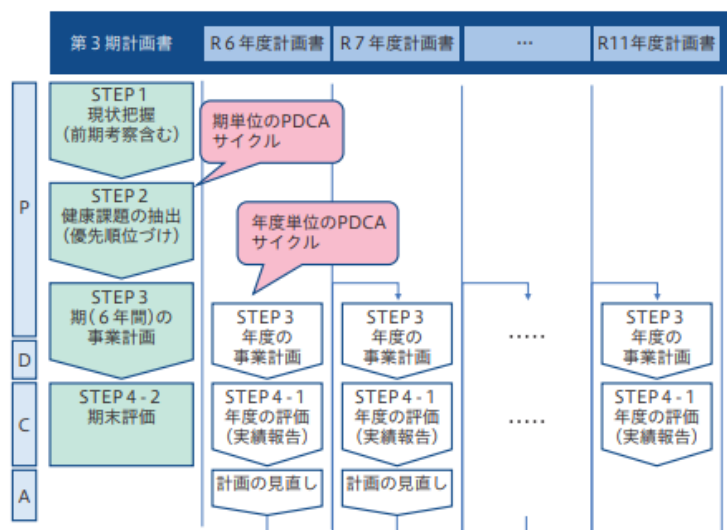 第3期計画書
R6年度計画書
R7年度計画書
…
R11年度計画書
P
D
C
A
STEP1
現状把握
(前期考察含む)
期単位のPDCA
サイクル
STEP2
健康課題の抽出
(優先順位づけ)
年度単位のPDCA
サイクル
STEP3
期(6年間)の
事業計画
STEP3
年度の
事業計画
STEP3
年度の
事業計画
.....
STEP3
年度の
事業計画
STEP4-2
期末評価
STEP4-1
年度の評価
(実績報告)
STEP4-1
年度の評価
(実績報告)
.....
STEP4-1
年度の評価
(実績報告)
計画の見直し
計画の見直し